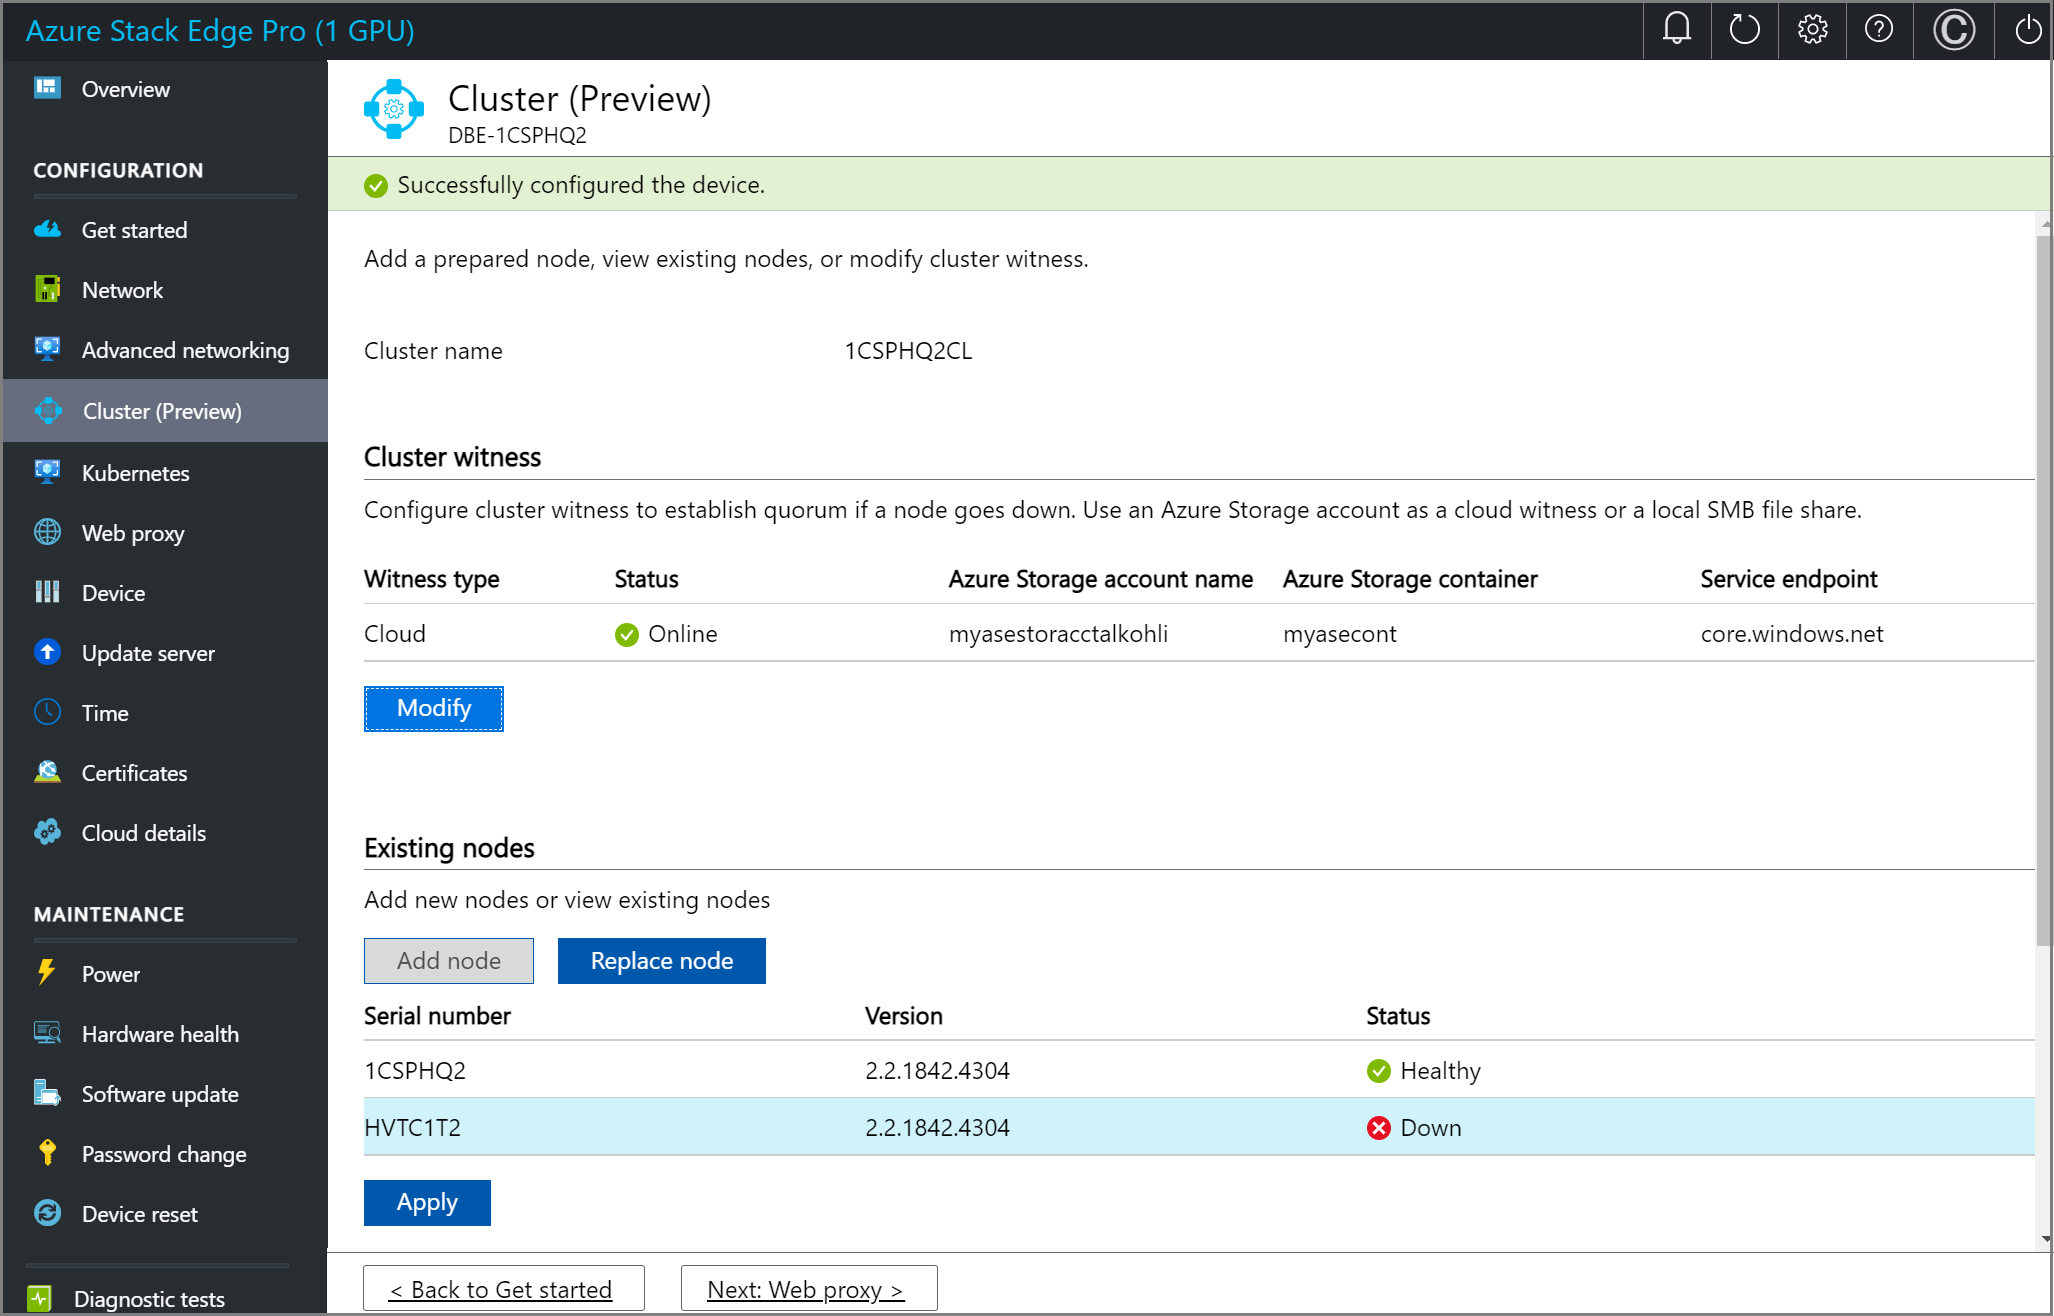 Azure Stack Edge Pro (1 GPU)
Overview
CONFIGURATION
Get started
Network
Advanced networking
Cluster (Preview)
Kubernetes
Web proxy
Device
Update server
Time
Certificates
Cloud details
MAINTENANCE
Power
Hardware health
Software update
Password change
Device reset
Diagnostic tests
Cluster (Preview)
DBE-1CSPHQ2
Successfully configured the device.
Add a prepared node, view existing nodes, or modify cluster witness.
Cluster name 1CSPHQ2CL
Cluster witness
Configure cluster witness to establish quorum if a node goes down. Use an Azure Storage account as a cloud witness or a local SMB file share.
Witness type Status Azure Storage account name Azure Storage container Service endpoint
Cloud Online myasestoracctalkohli myasecont core.windows.net
Modify
Existing nodes
Add new nodes or view existing nodes
Add node Replace node
Serial number Version Status
1CSPHQ2 2.2.1842.4304 Healthy
HVTC1T2 2.2.1842.4304 Down
Apply
< Back to Get started Next: Web proxy >